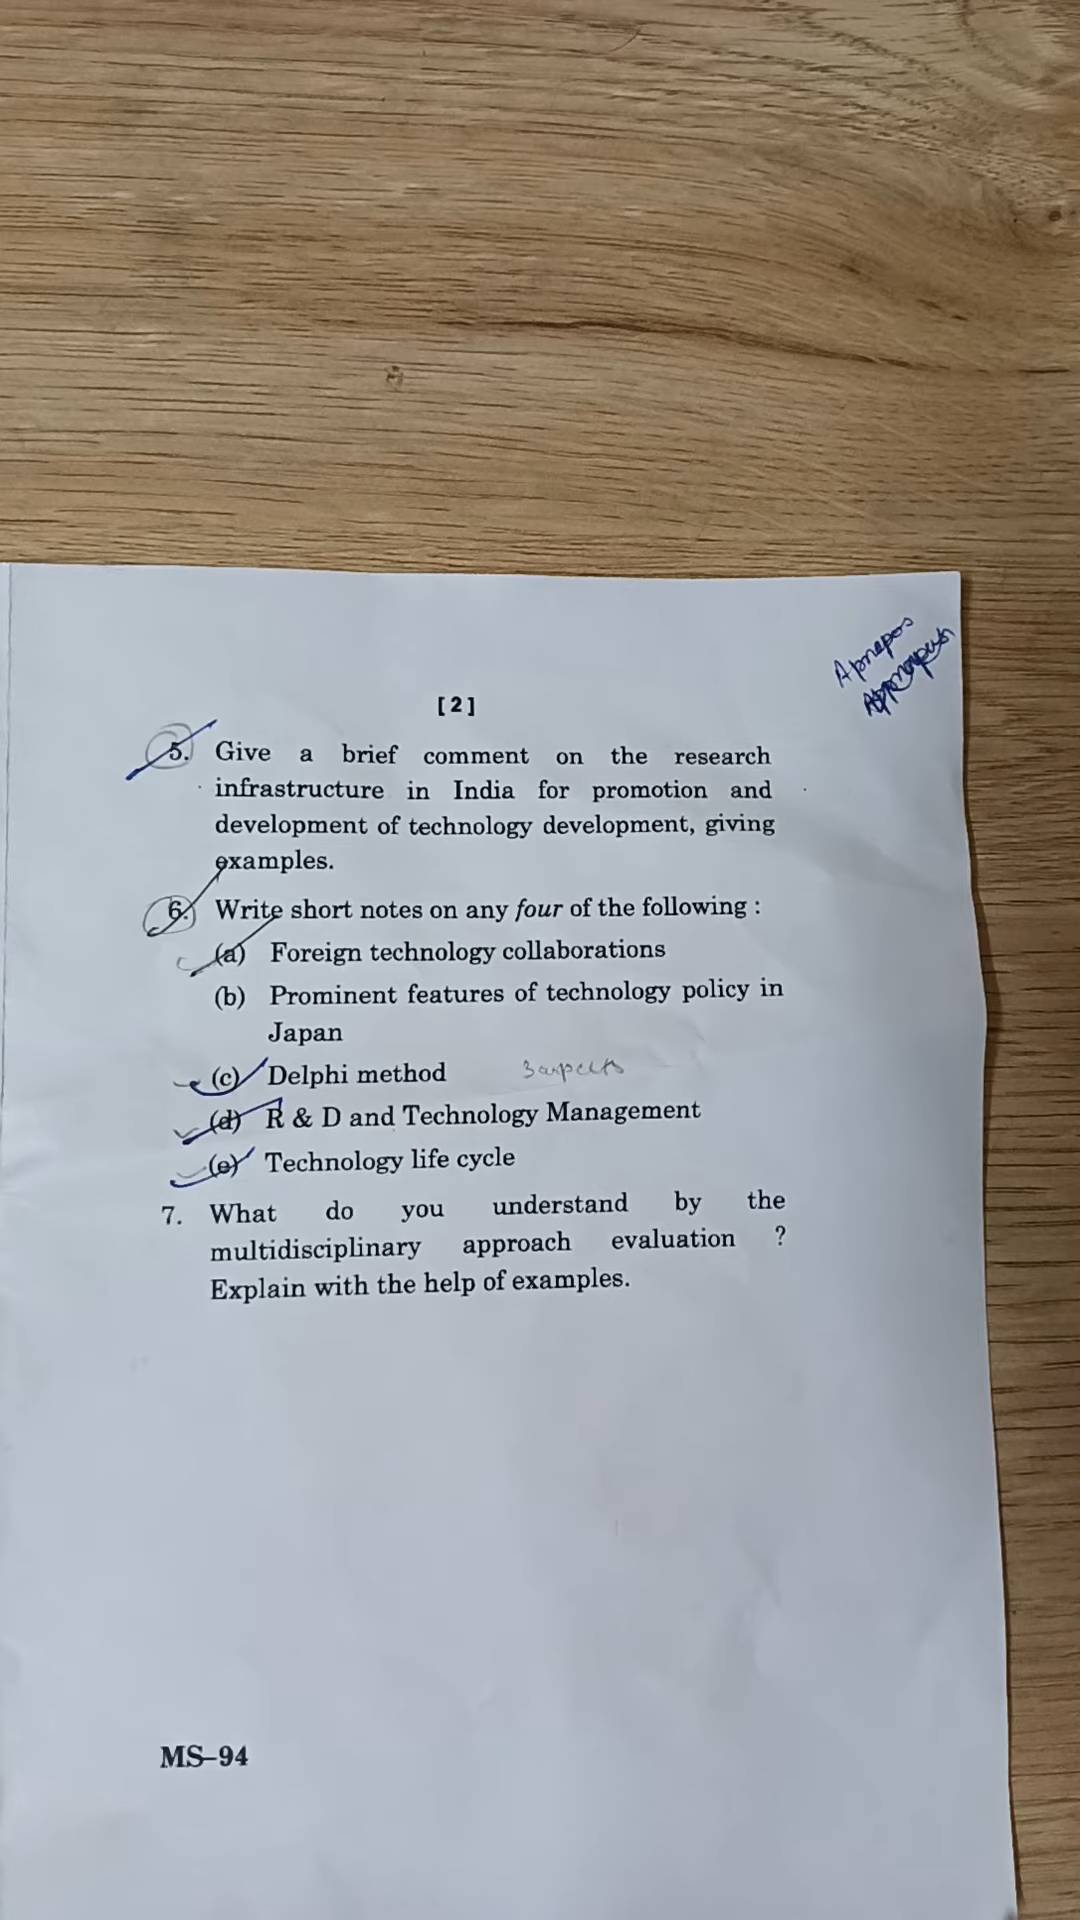 [2]
5. Give a brief comment on the research
infrastructure in India for promotion and
development of technology development, giving
examples.
6. Write short notes on any four of the following :
(a) Foreign technology collaborations
(b) Prominent features of technology policy in
Japan
(c) Delphi method
(d) R & D and Technology Management
(e) Technology life cycle
7. What do you understand by the
multidisciplinary approach evaluation ?
Explain with the help of examples.
MS–94